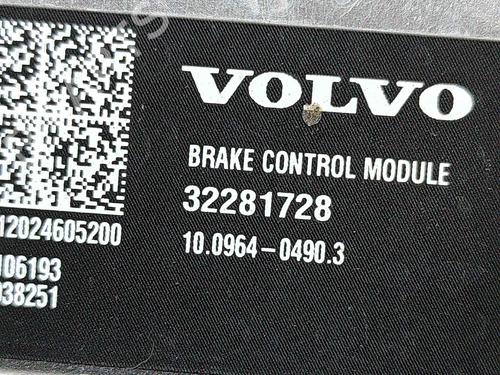 VOLVO
BRAKE CONTROL MODULE
32281728
10.0964-0490.3
12024605200
106193
038251